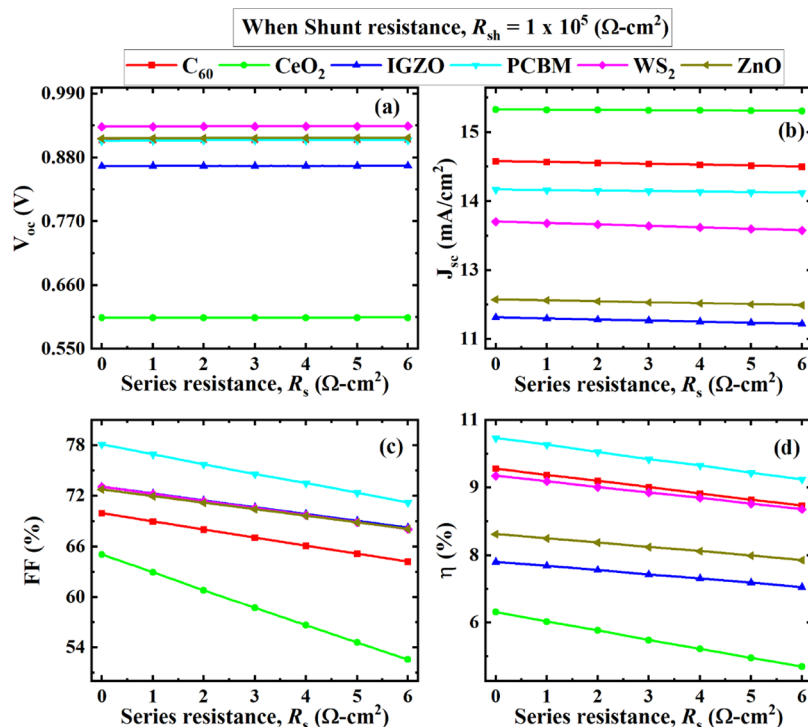 When Shunt resistance, Rsh = 1 x 10⁵ (Ω-cm²)
C₆₀ CeO₂ IGZO PCBM WS₂ ZnO
(a)
0.990
0.880
0.770
0.660
0.550
Voc (V)
0 1 2 3 4 5 6
Series resistance, Rs (Ω-cm²)
(b)
15
14
13
11
Jsc (mA/cm²)
0 1 2 3 4 5 6
Series resistance, Rs (Ω-cm²)
(c)
78
72
66
60
54
FF (%)
0 1 2 3 4 5 6
Series resistance, Rs (Ω-cm²)
(d)
11
9
8
6
η (%)
0 1 2 3 4 5 6
Series resistance, Rs (Ω-cm²)